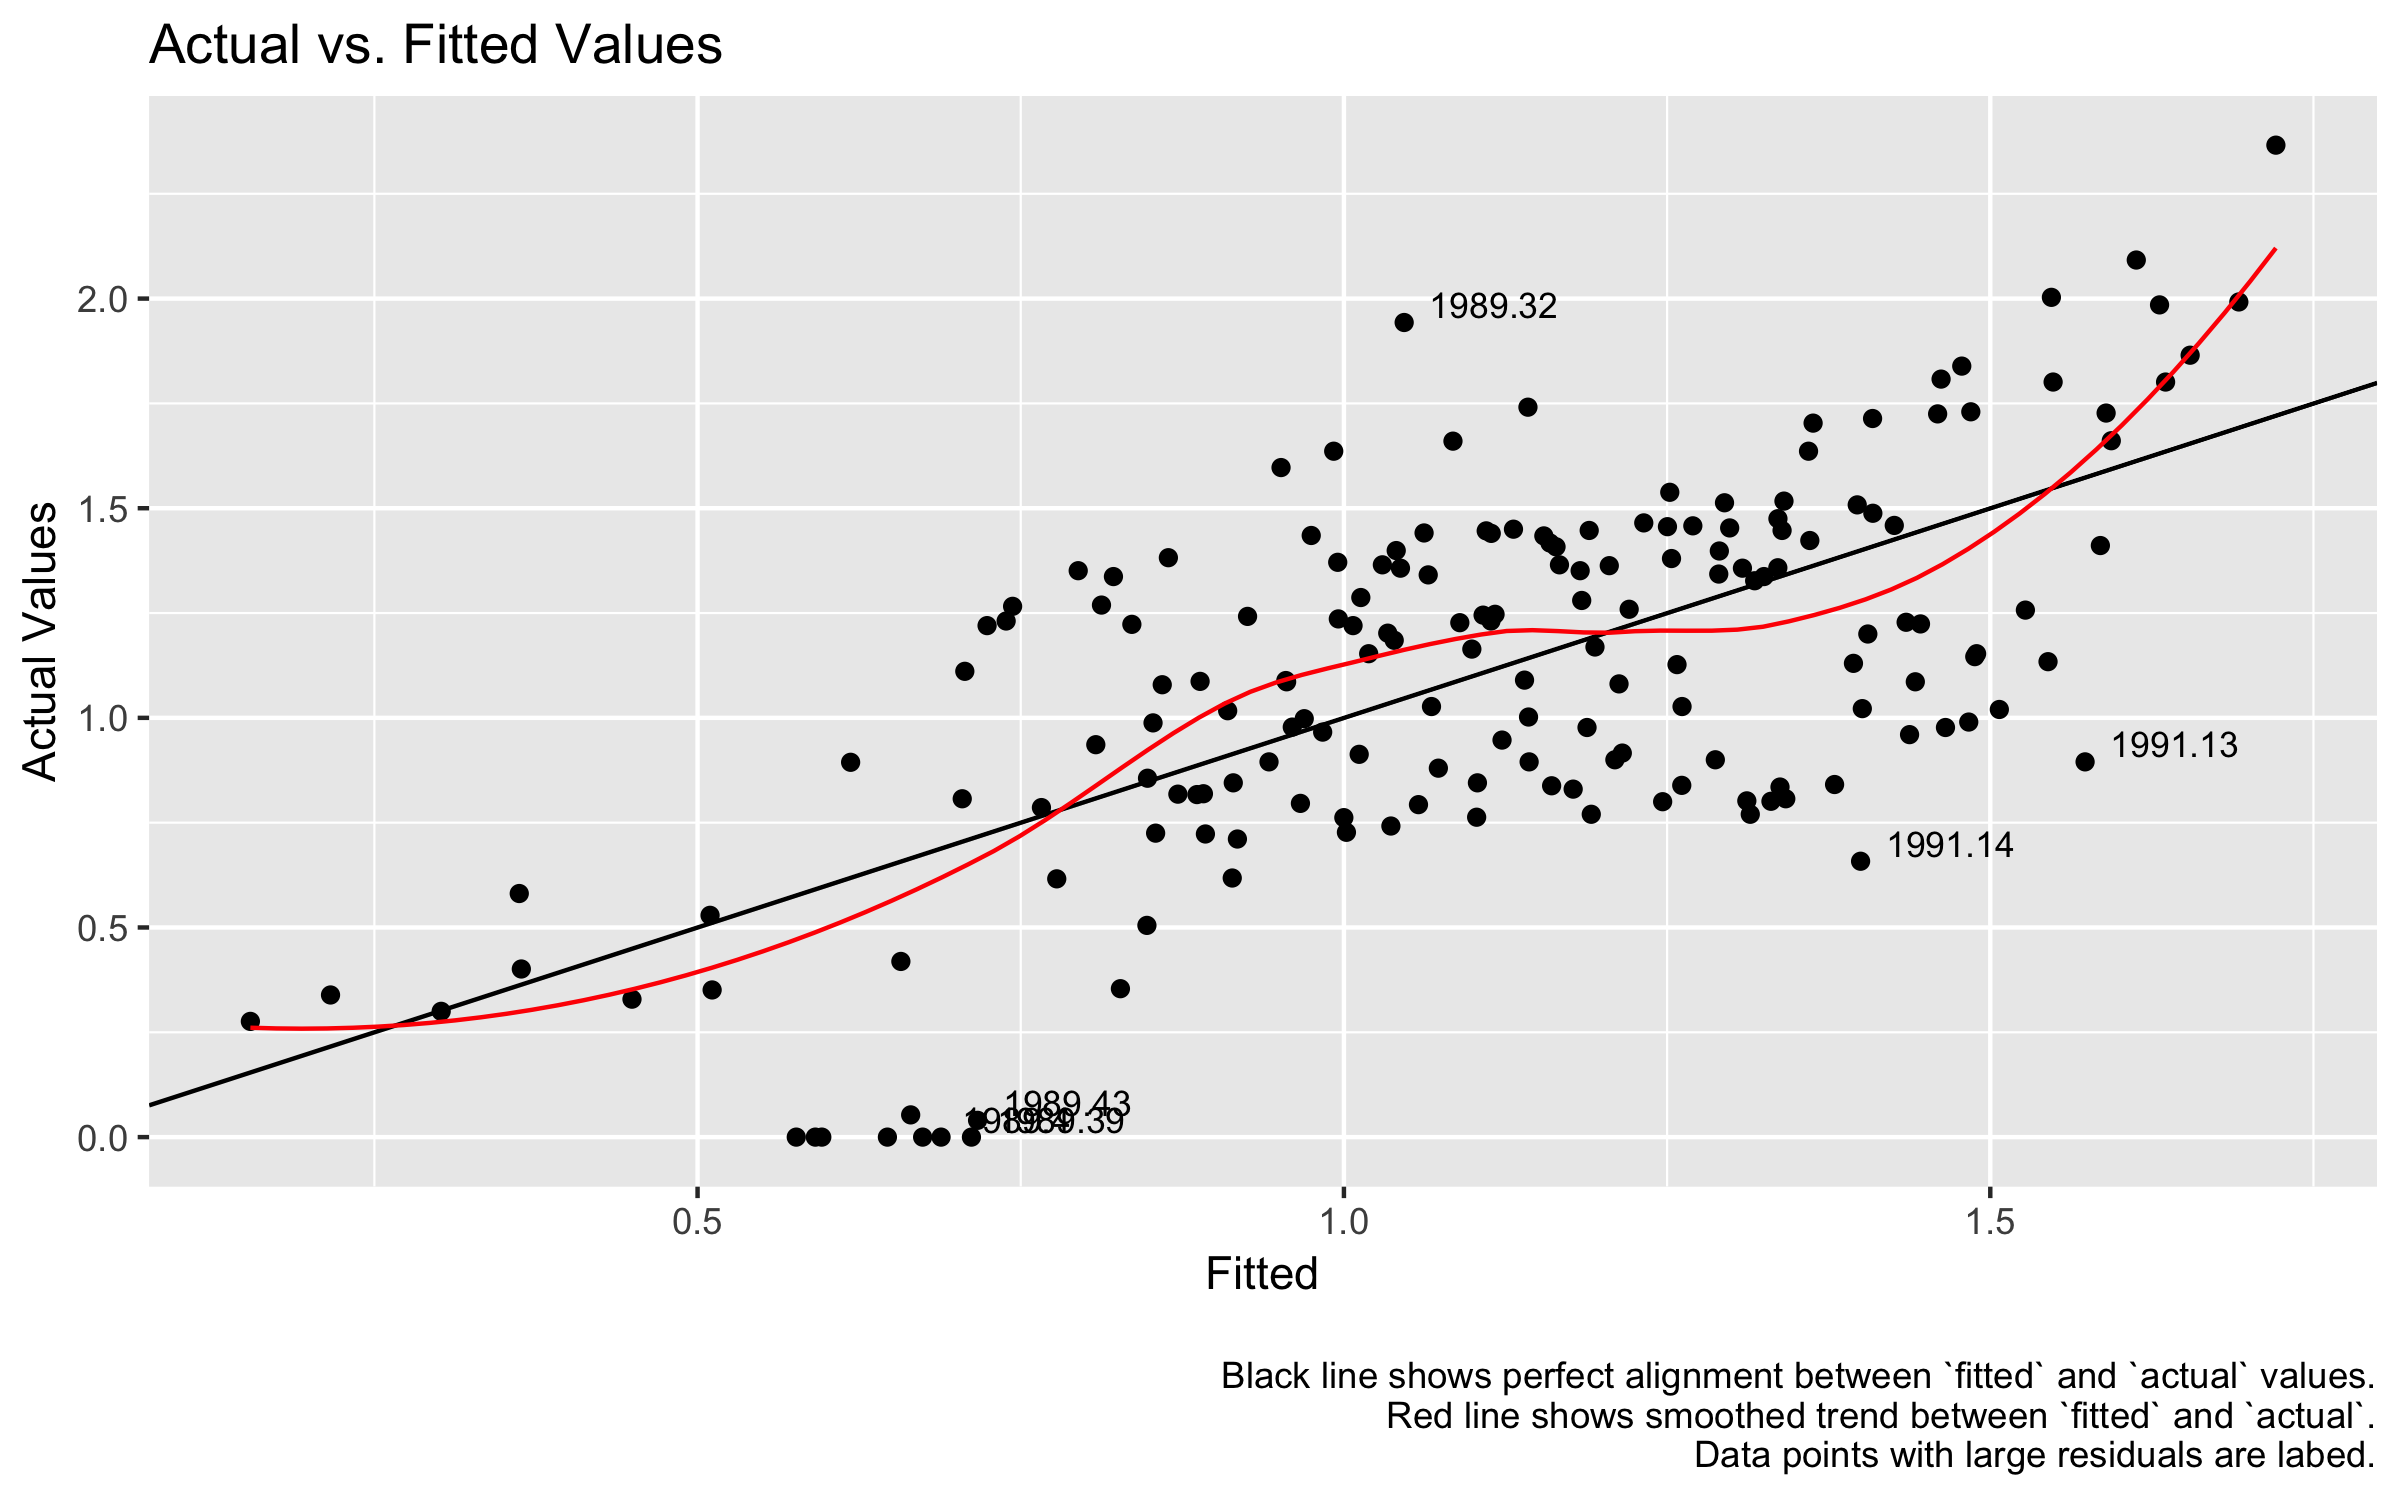 Actual vs. Fitted Values
Actual Values
2.0
1.5
1.0
0.5
0.0
1989.32
1991.13
1991.14
1989.43
1989.39
0.5
1.0
1.5
Fitted
Black line shows perfect alignment between `fitted` and `actual` values.
Red line shows smoothed trend between `fitted` and `actual`.
Data points with large residuals are labed.